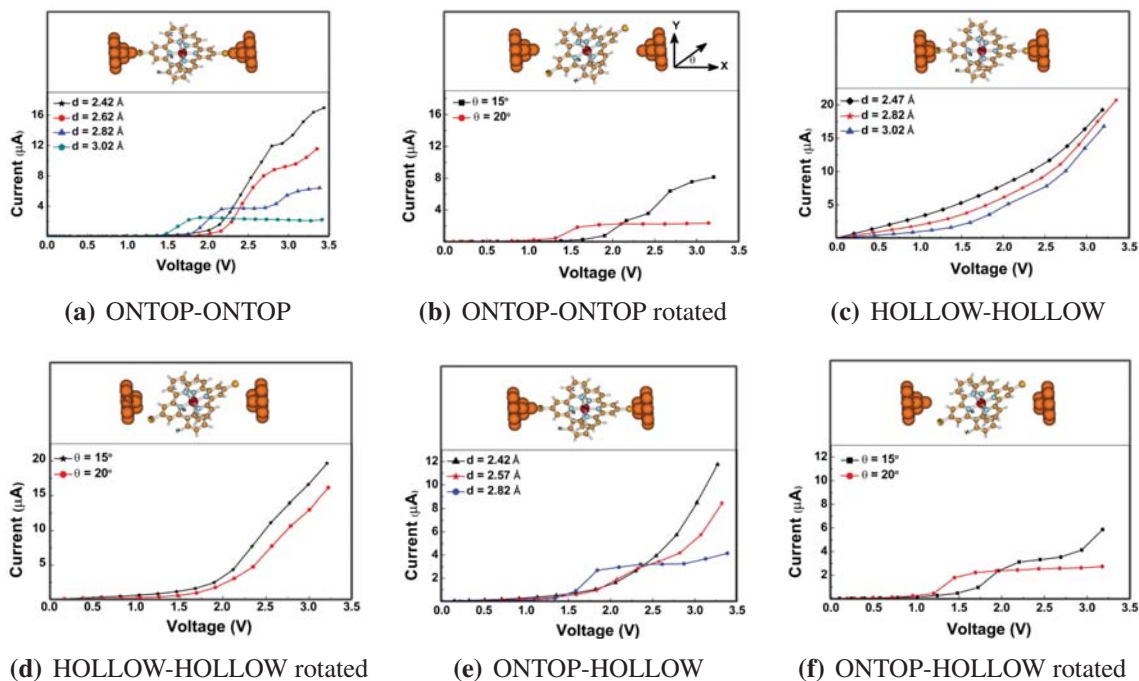 Y
X
θ
Current (μA)
16
12
8
4
d = 2.42 Å
d = 2.62 Å
d = 2.82 Å
d = 3.02 Å
0.0 0.5 1.0 1.5 2.0 2.5 3.0 3.5
Voltage (V)
Current (μA)
16
12
8
4
θ = 15°
θ = 20°
0.0 0.5 1.0 1.5 2.0 2.5 3.0 3.5
Voltage (V)
Current (μA)
20
15
10
5
d = 2.47 Å
d = 2.82 Å
d = 3.02 Å
0.0 0.5 1.0 1.5 2.0 2.5 3.0 3.5
Voltage (V)
(a) ONTOP-ONTOP
(b) ONTOP-ONTOP rotated
(c) HOLLOW-HOLLOW
Current (μA)
20
15
10
5
θ = 15°
θ = 20°
0.0 0.5 1.0 1.5 2.0 2.5 3.0 3.5
Voltage (V)
Current (μA)
12
10
8
6
4
2
d = 2.42 Å
d = 2.57 Å
d = 2.82 Å
0.0 0.5 1.0 1.5 2.0 2.5 3.0 3.5
Voltage (V)
Current (μA)
12
10
8
6
4
2
θ = 15°
θ = 20°
0.0 0.5 1.0 1.5 2.0 2.5 3.0 3.5
Voltage (V)
(d) HOLLOW-HOLLOW rotated
(e) ONTOP-HOLLOW
(f) ONTOP-HOLLOW rotated